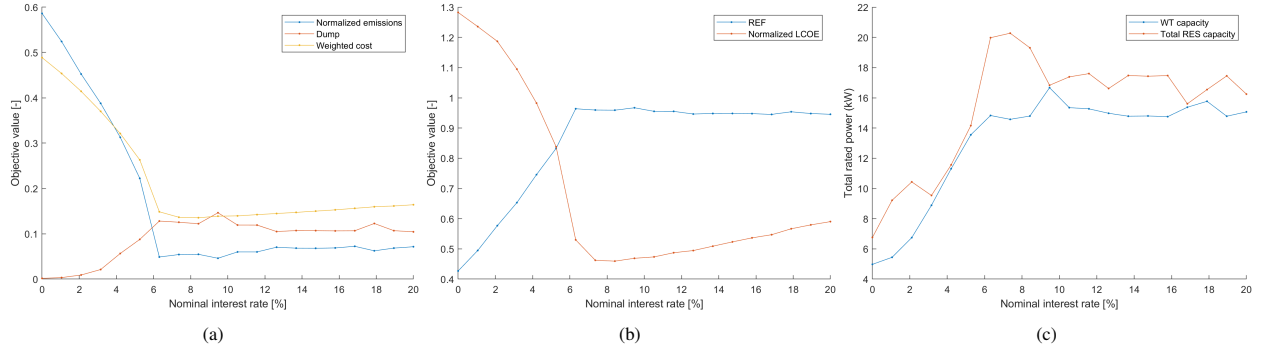 Objective value [-]
0.6
0.5
0.4
0.3
0.2
0.1
0
Normalized emissions
Dump
Weighted cost
0 2 4 6 8 10 12 14 16 18 20
Nominal interest rate [%]
(a)
Objective value [-]
1.3
1.2
1.1
1
0.9
0.8
0.7
0.6
0.5
0.4
REF
Normalized LCOE
0 2 4 6 8 10 12 14 16 18 20
Nominal interest rate [%]
(b)
Total rated power (kW)
22
20
18
16
14
12
10
8
6
4
WT capacity
Total RES capacity
0 2 4 6 8 10 12 14 16 18 20
Nominal interest rate [%]
(c)